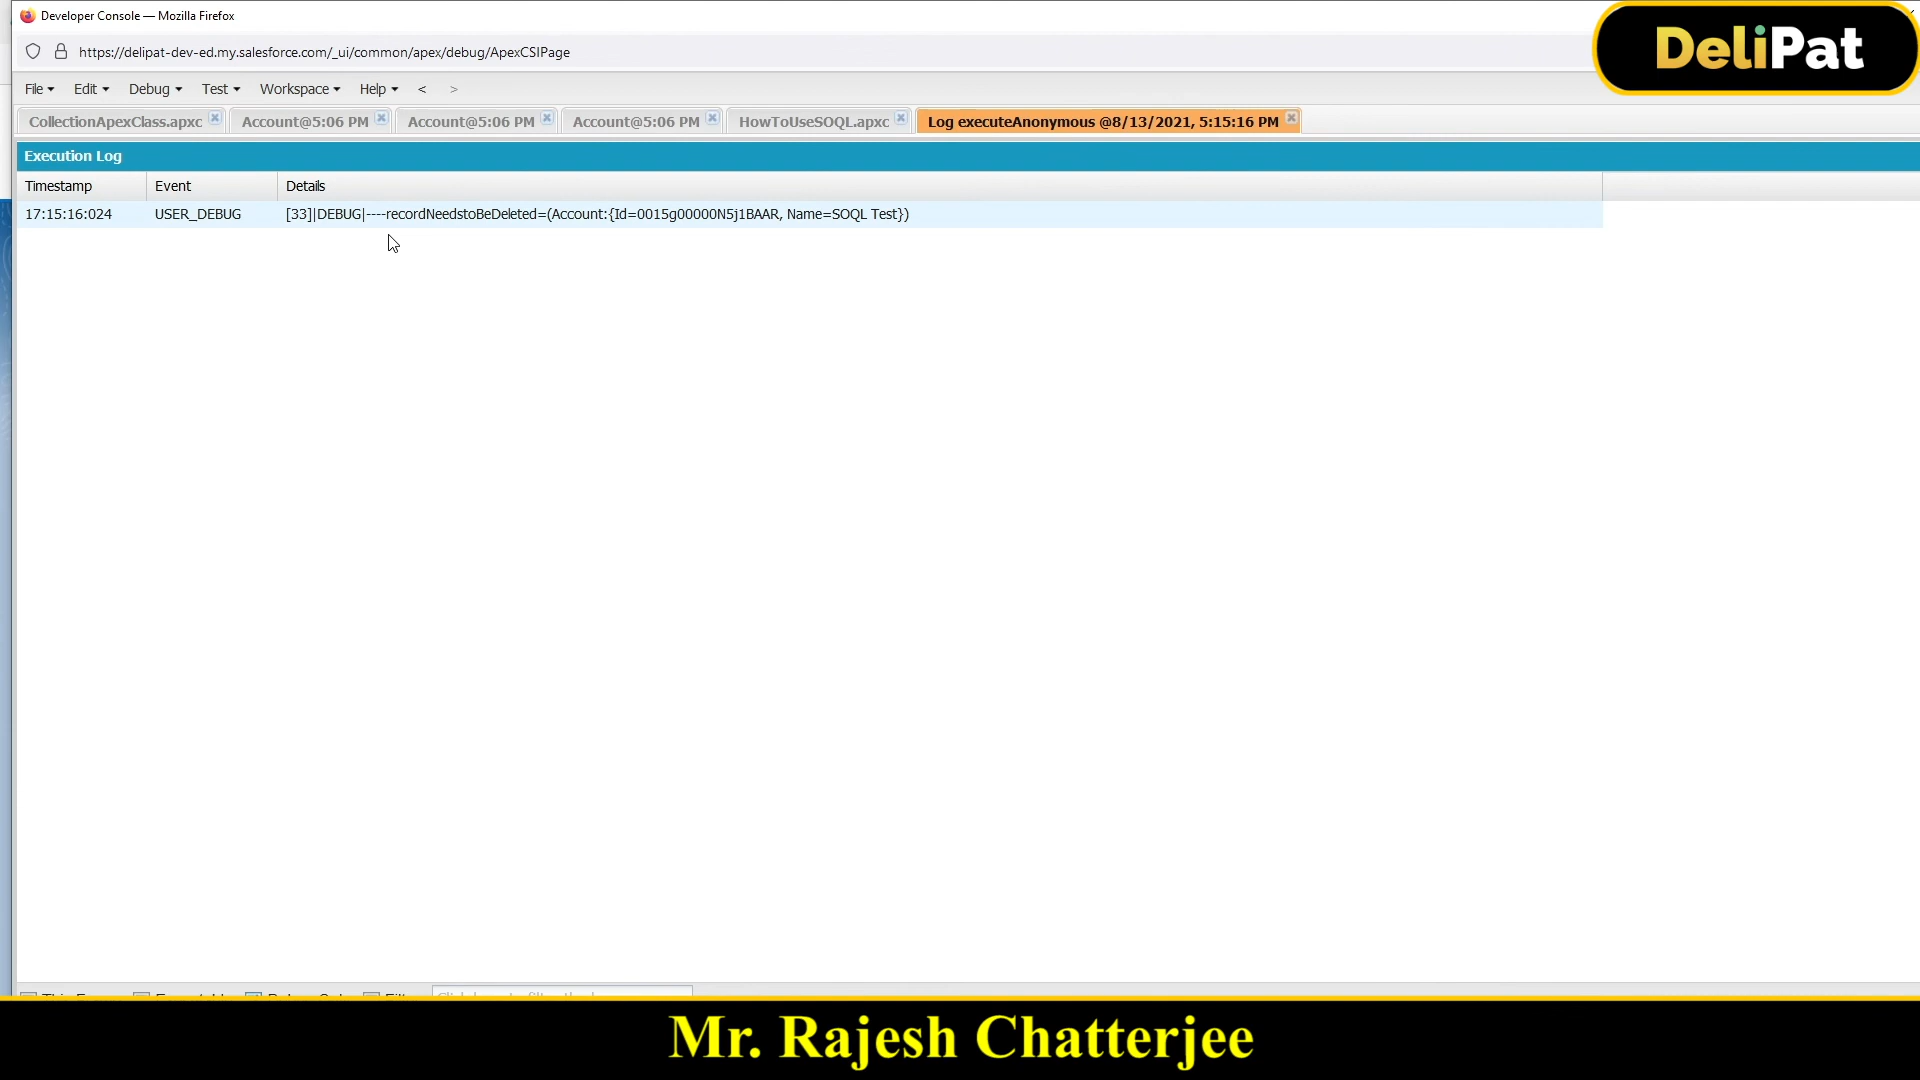 Developer Console — Mozilla Firefox
https://delipat-dev-ed.my.salesforce.com/_ui/common/apex/debug/ApexCSIPage
DeliPat
File Edit Debug Test Workspace Help < >
CollectionApexClass.apxc Account@5:06 PM Account@5:06 PM Account@5:06 PM HowToUseSOQL.apxc Log executeAnonymous @8/13/2021, 5:15:16 PM
Execution Log
Timestamp Event Details
17:15:16:024 USER_DEBUG [33]|DEBUG|----recordNeedstoBeDeleted=(Account:{Id=0015g00000N5j1BAAR, Name=SOQL Test})
Mr. Rajesh Chatterjee